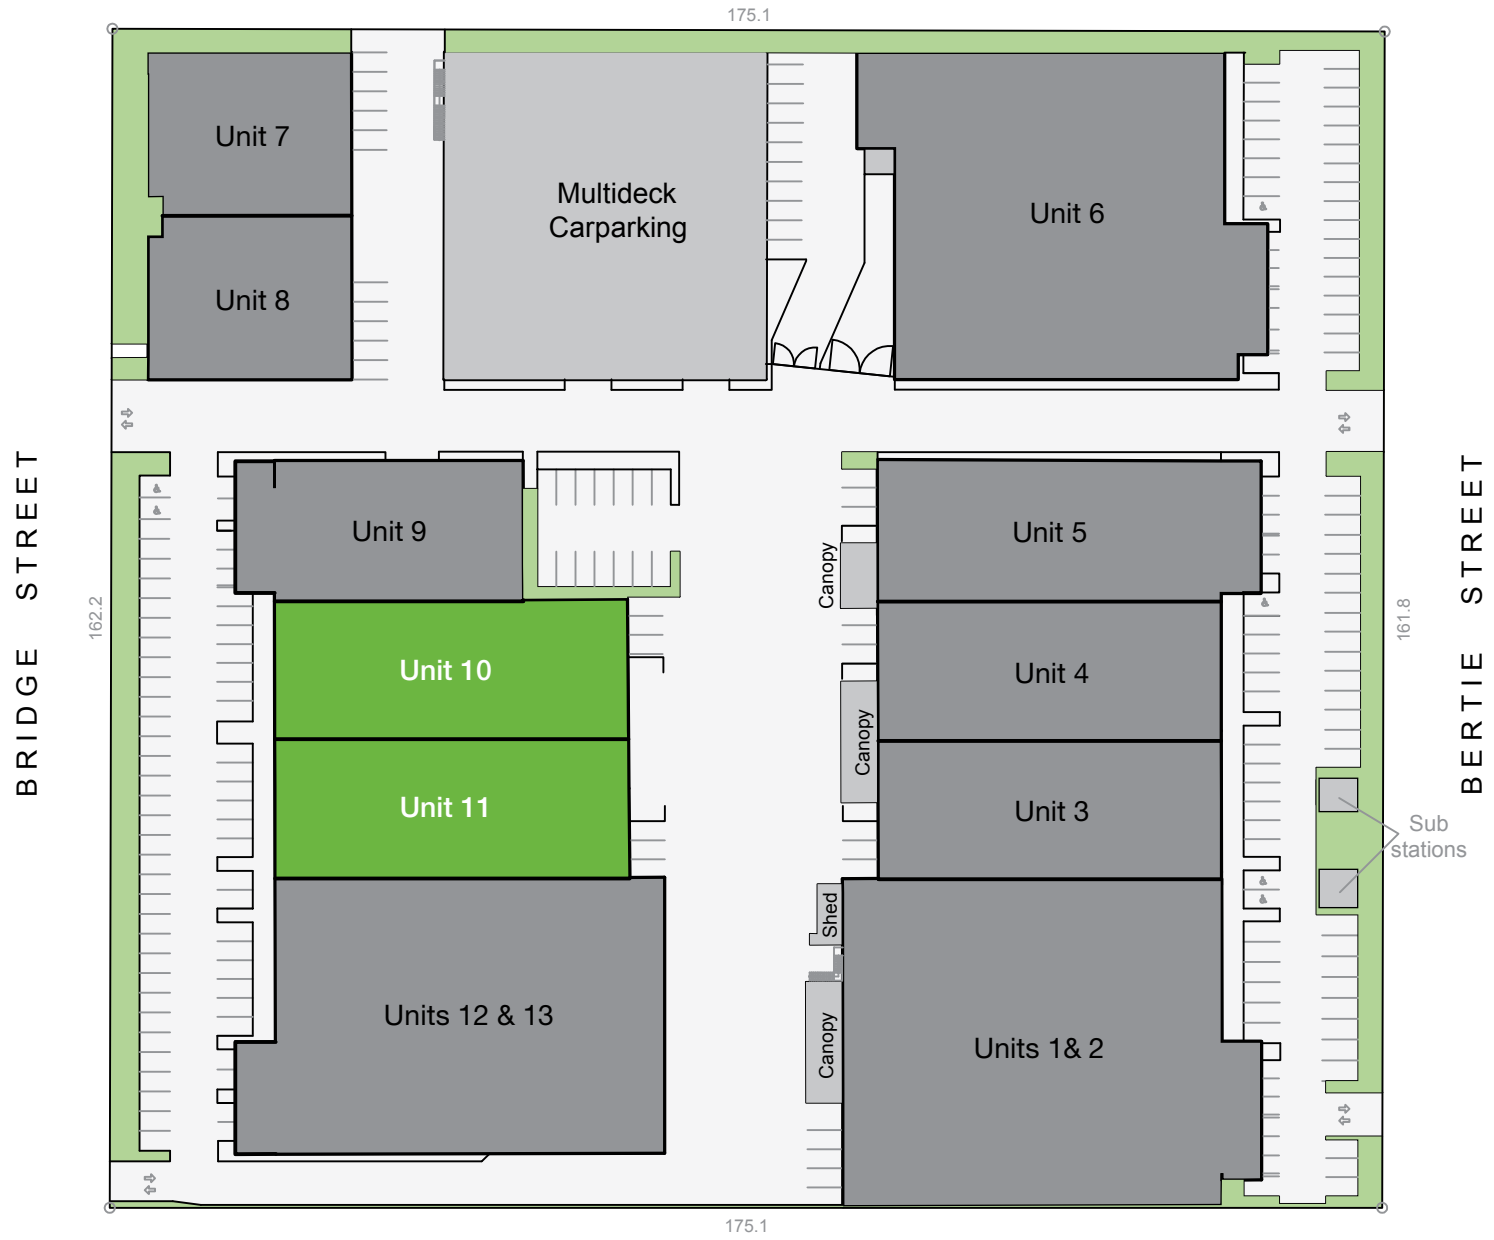 175.1
Unit 7
Multideck
Carparking
Unit 6
Unit 8
BRIDGE STREET
162.2
Unit 9
Unit 5
Canopy
BERTIE STREET
161.8
Unit 10
Unit 4
Canopy
Unit 11
Unit 3
Sub
stations
Shed
Units 12 & 13
Canopy
Units 1& 2
175.1